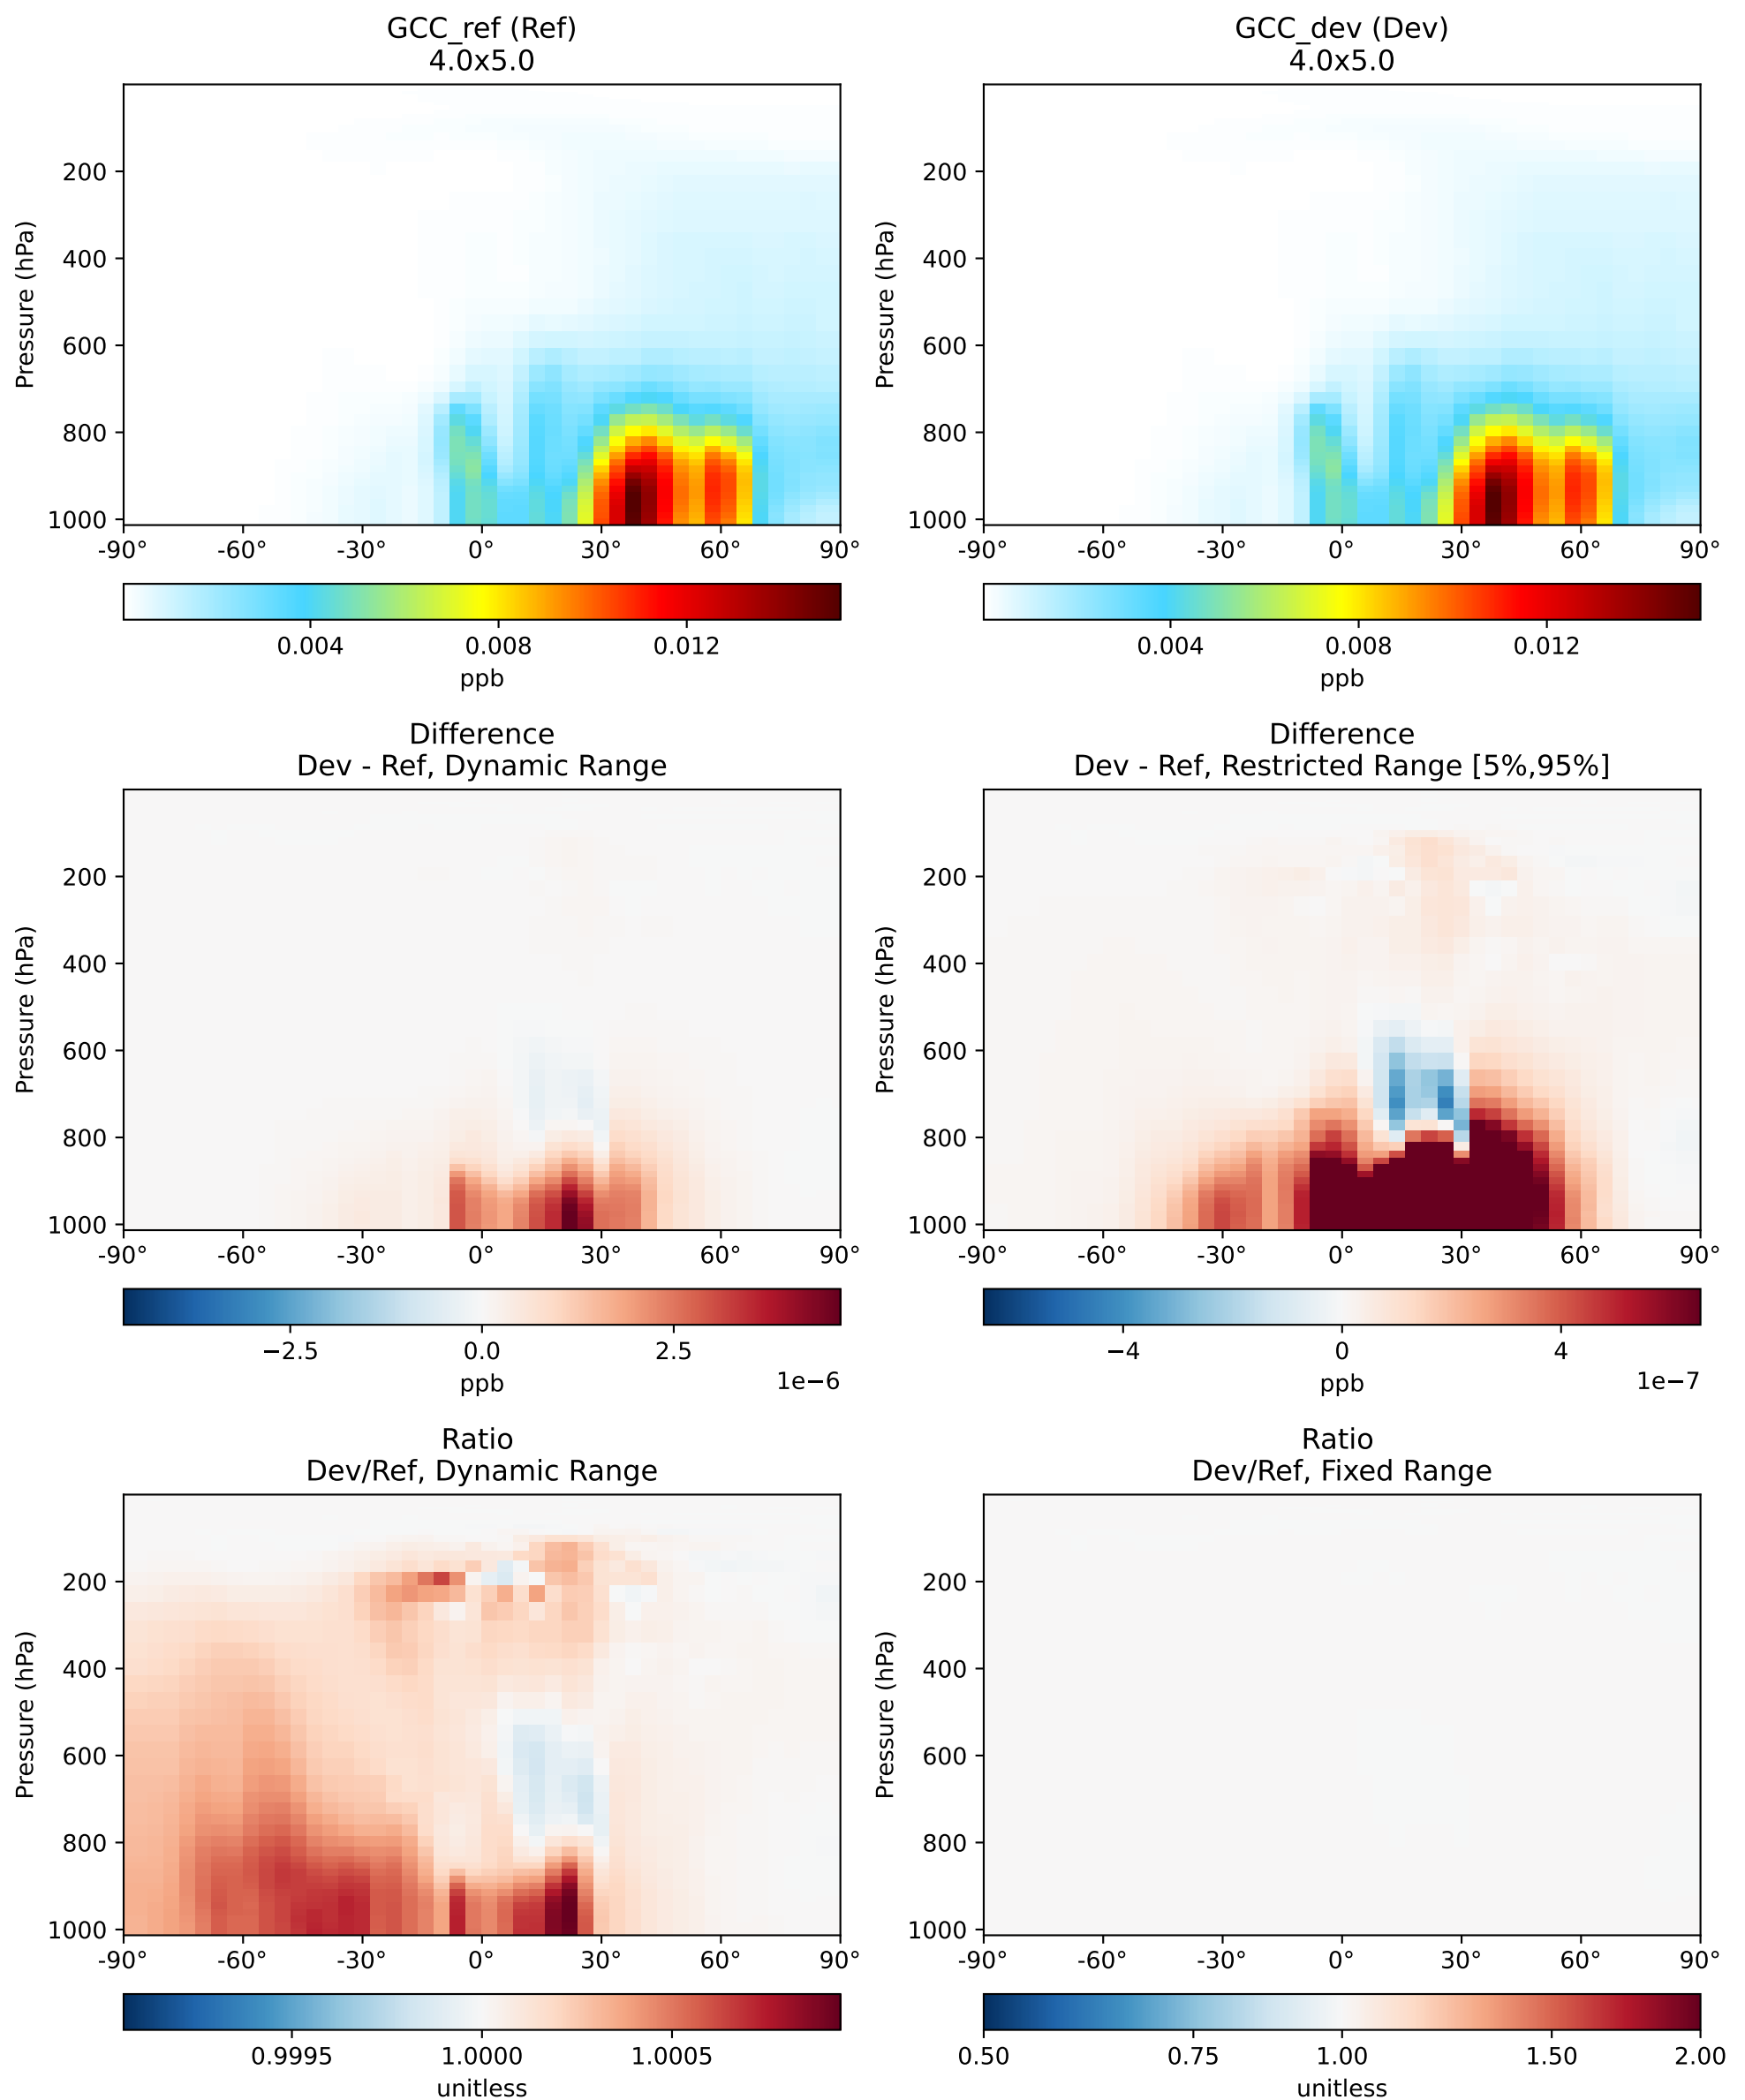 GCC_ref (Ref)
4.0x5.0
Pressure (hPa)
200
400
600
800
1000
-90° -60° -30° 0° 30° 60° 90°
0.004 0.008 0.012
ppb
GCC_dev (Dev)
4.0x5.0
Pressure (hPa)
200
400
600
800
1000
-90° -60° -30° 0° 30° 60° 90°
0.004 0.008 0.012
ppb
Difference
Dev - Ref, Dynamic Range
Pressure (hPa)
200
400
600
800
1000
-90° -60° -30° 0° 30° 60° 90°
−2.5 0.0 2.5
ppb 1e−6
Difference
Dev - Ref, Restricted Range [5%,95%]
Pressure (hPa)
200
400
600
800
1000
-90° -60° -30° 0° 30° 60° 90°
−4 0 4
ppb 1e−7
Ratio
Dev/Ref, Dynamic Range
Pressure (hPa)
200
400
600
800
1000
-90° -60° -30° 0° 30° 60° 90°
0.9995 1.0000 1.0005
unitless
Ratio
Dev/Ref, Fixed Range
Pressure (hPa)
200
400
600
800
1000
-90° -60° -30° 0° 30° 60° 90°
0.50 0.75 1.00 1.50 2.00
unitless